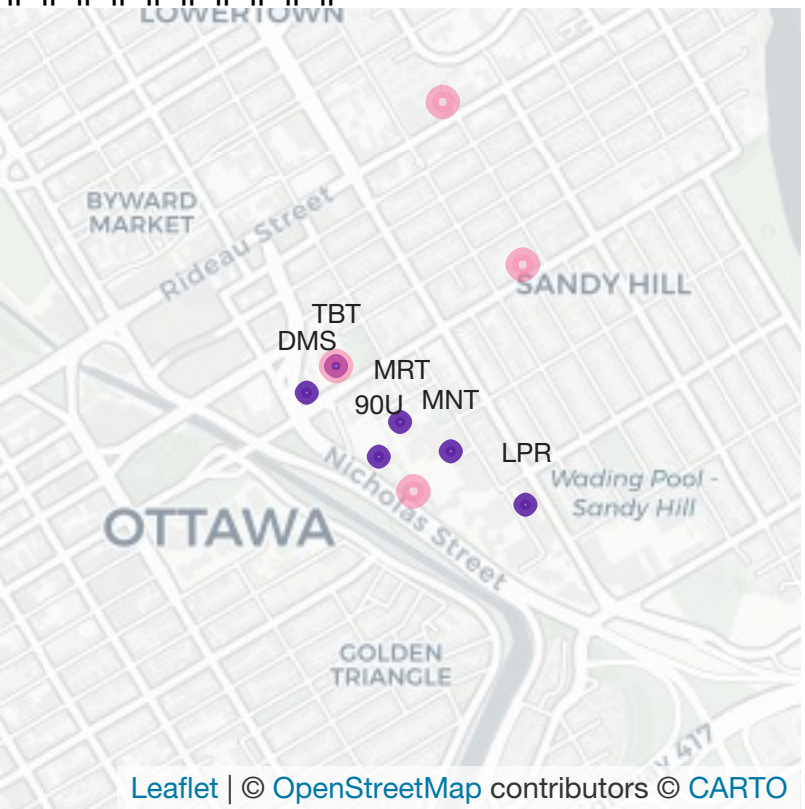 LOWERTOWN
BYWARD
MARKET
Rideau Street
SANDY HILL
TBT
DMS
MRT
90U
MNT
LPR
Nicholas Street
Wading Pool -
Sandy Hill
OTTAWA
GOLDEN
TRIANGLE
y 417
Leaflet | © OpenStreetMap contributors © CARTO